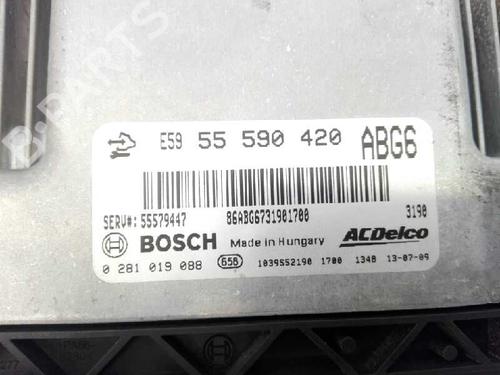 B-PARTS
E59 55 590 420 ABG6
SERV#: 55579447 86ABG6731901700 3190
BOSCH Made in Hungary ACDelco
0 281 019 088 658 1039552190 1700 1348 13-07-09